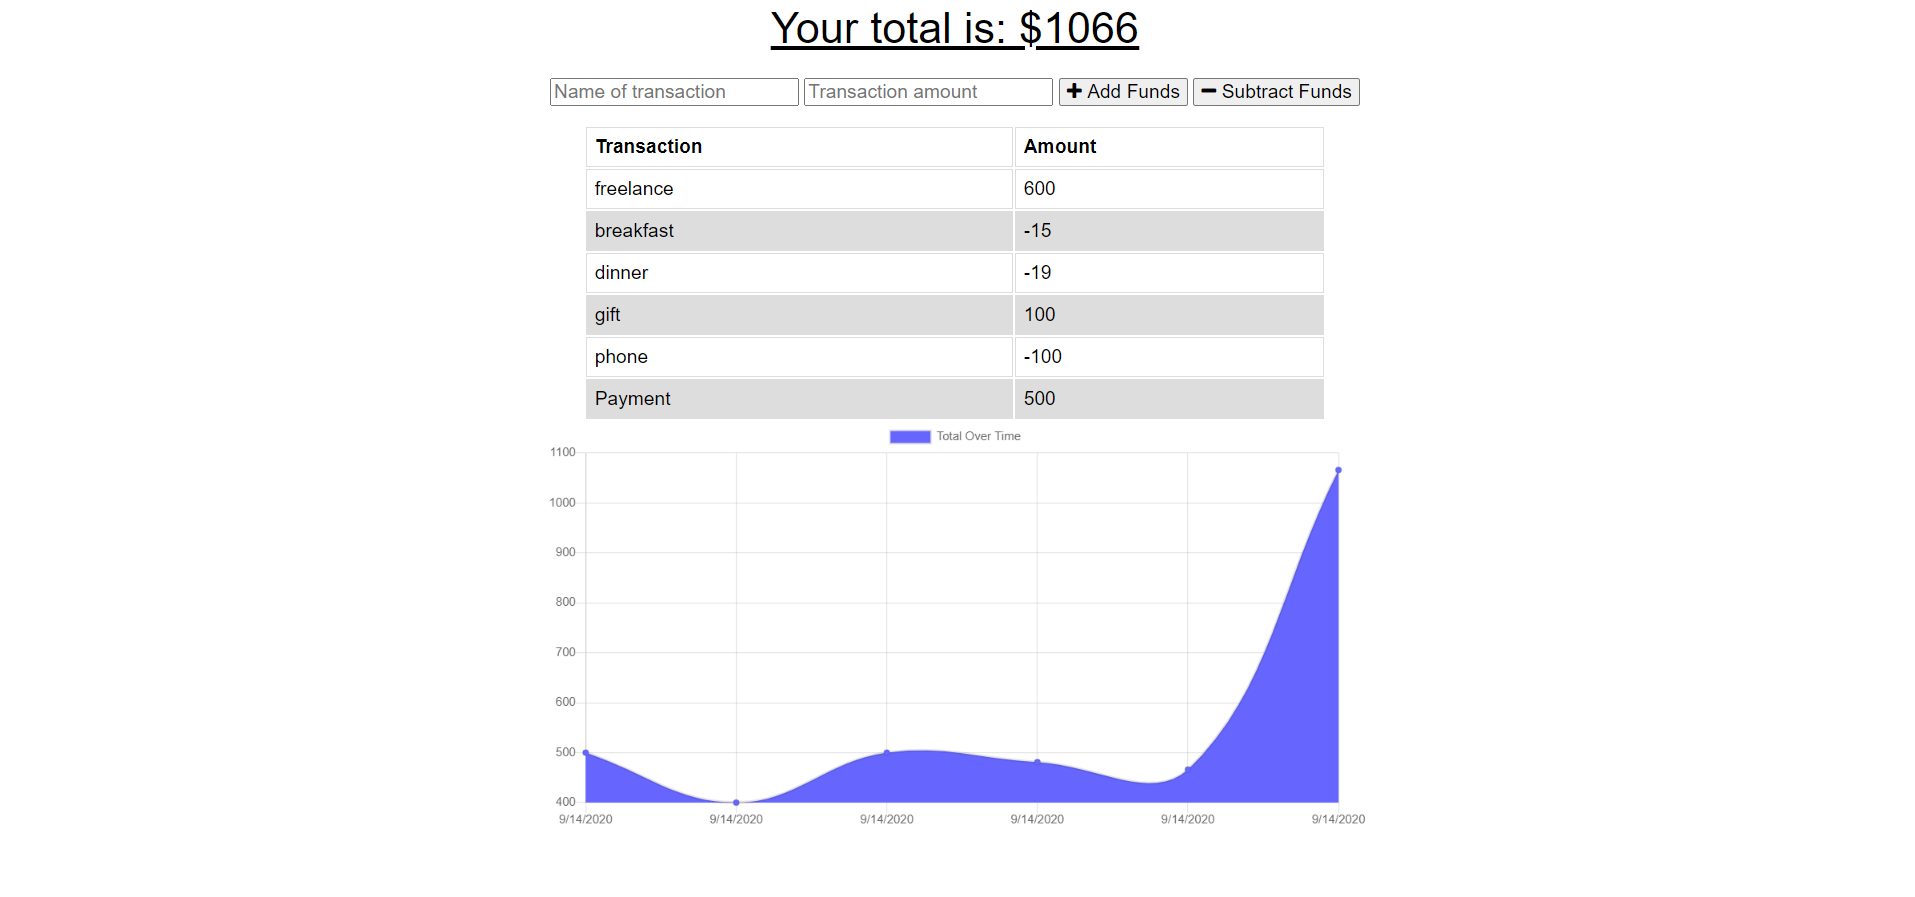 Your total is: $1066
Name of transaction Transaction amount Add Funds Subtract Funds
Transaction Amount
freelance 600
breakfast -15
dinner -19
gift 100
phone -100
Payment 500
Total Over Time
1100
1000
900
800
700
600
500
400
9/14/2020 9/14/2020 9/14/2020 9/14/2020 9/14/2020 9/14/2020